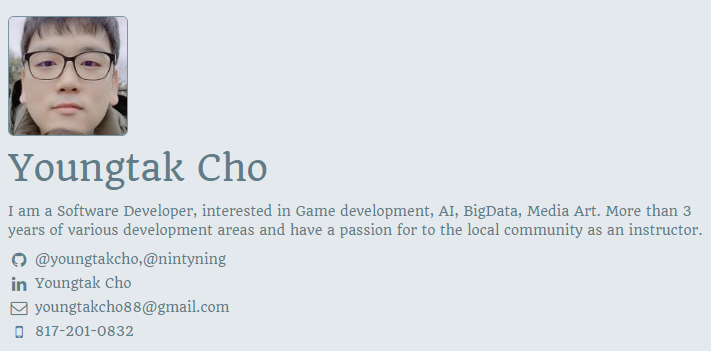 Youngtak Cho
I am a Software Developer, interested in Game development, AI, BigData, Media Art. More than 3
years of various development areas and have a passion for to the local community as an instructor.
@youngtakcho,@nintyning
in Youngtak Cho
youngtakcho88@gmail.com
817-201-0832